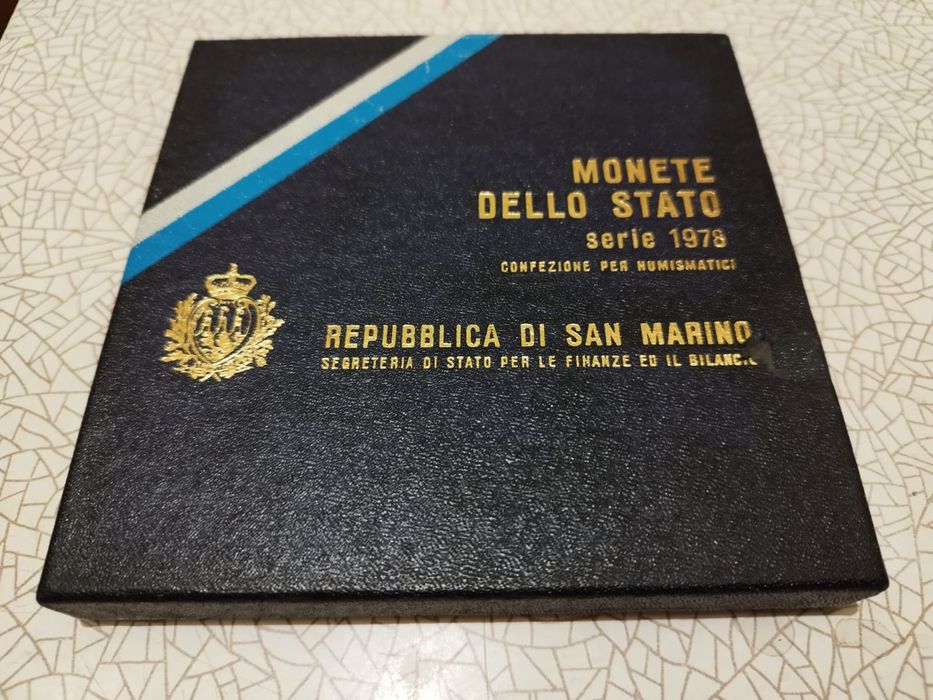 MONETE
DELLO STATO
serie 1978
CONFEZIONE PER NUMISMATICI
REPUBBLICA DI SAN MARINO
SEGRETERIA DI STATO PER LE FINANZE ED IL BILANCIO